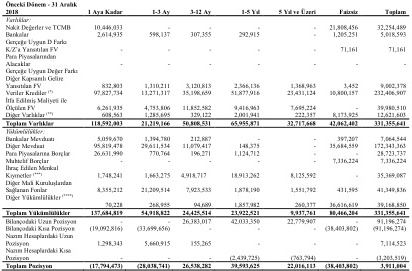 Önceki Dönem - 31 Aralık
2018 1 Aya Kadar 1-3 Ay 3-12 Ay 1-5 Yıl 5 Yıl ve Üzeri Faizsiz Toplam
Varlıklar:
Nakit Değerler ve TCMB 10,446,033 - - - - 21,808,456 32,254,489
Bankalar 2,614,935 598,137 307,355 292,915 - 1,205,251 5,018,593
Gerçeğe Uygun D Farkı
K/Z'a Yansıtılan FV - - - - - 71,161 71,161
Para Piyasalarından
Alacaklar - - - - - - -
Gerçeğe Uygun Değer Farkı
Diğer Kapsamlı Gelire
Yansıtılan FV 832,803 1,310,211 3,120,813 2,366,136 1,368,963 3,452 9,002,378
Verilen Krediler (*) 97,827,734 13,271,317 35,198,659 51,877,916 23,431,124 10,800,157 232,406,907
İtfa Edilmiş Maliyeti ile
Ölçülen FV 6,261,935 4,753,806 11,852,582 9,416,963 7,695,224 - 39,980,510
Diğer Varlıklar 608,563 1,285,695 329,122 2,001,941 222,357 8,173,925 12,621,603
Toplam Varlıklar 118,592,003 21,219,166 50,808,531 65,955,871 32,717,668 42,062,402 331,355,641
Yükümlülükler:
Bankalar Mevduatı 5,059,670 1,394,780 212,887 - - 397,207 7,064,544
Diğer Mevduat 95,819,478 29,611,534 11,079,417 148,375 - 35,684,559 172,343,363
Para Piyasalarına Borçlar 26,631,990 770,764 196,271 1,124,712 - - 28,723,737
Muhtelif Borçlar - - - - - 7,336,224 7,336,224
İhraç Edilen Menkul
Kıymetler 1,748,241 1,663,275 4,918,717 18,913,262 8,125,592 - 35,369,087
Diğer Mali Kuruluşlardan
Sağlanan Fonlar 8,355,212 21,209,514 7,923,533 1,878,190 1,551,792 431,595 41,349,836
Diğer Yükümlülükler
70,228 268,955 94,689 1,857,982 260,377 36,616,619 39,168,850
Toplam Yükümlülükler 137,684,819 54,918,822 24,425,514 23,922,521 9,937,761 80,466,204 331,355,641
Bilançodaki Uzun Pozisyon - - 26,383,017 42,033,350 22,779,907 - 91,196,274
Bilançodaki Kısa Pozisyon (19,092,816) (33,699,656) - - - (38,403,802) (91,196,274)
Nazım Hesaplardaki Uzun
Pozisyon 1,298,343 5,660,915 155,265 - - - 7,114,523
Nazım Hesaplardaki Kısa
Pozisyon - - - (2,439,725) (763,794) - (3,203,519)
Toplam Pozisyon (17,794,473) (28,038,741) 26,538,282 39,593,625 22,016,113 (38,403,802) 3,911,004